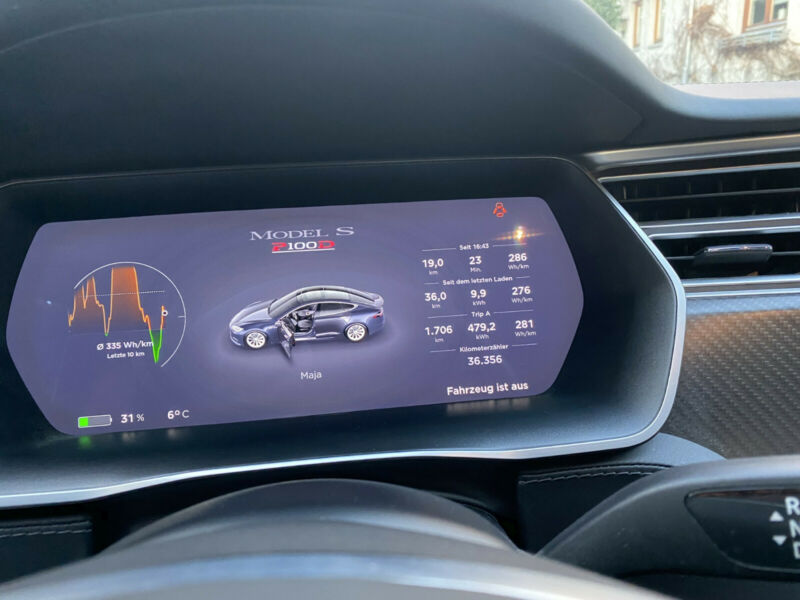 MODEL S
P100D
Seit 16:43
19,0 23 286
km Min. Wh/km
Seit dem letzten Laden
36,0 9,9 276
km kWh Wh/km
Trip A
1.706 479,2 281
km kWh Wh/km
Kilometerzähler
36.356
Ø 335 Wh/km
Letzte 10 km
Maja
Fahrzeug ist aus
31 % 6° C
R
N
D